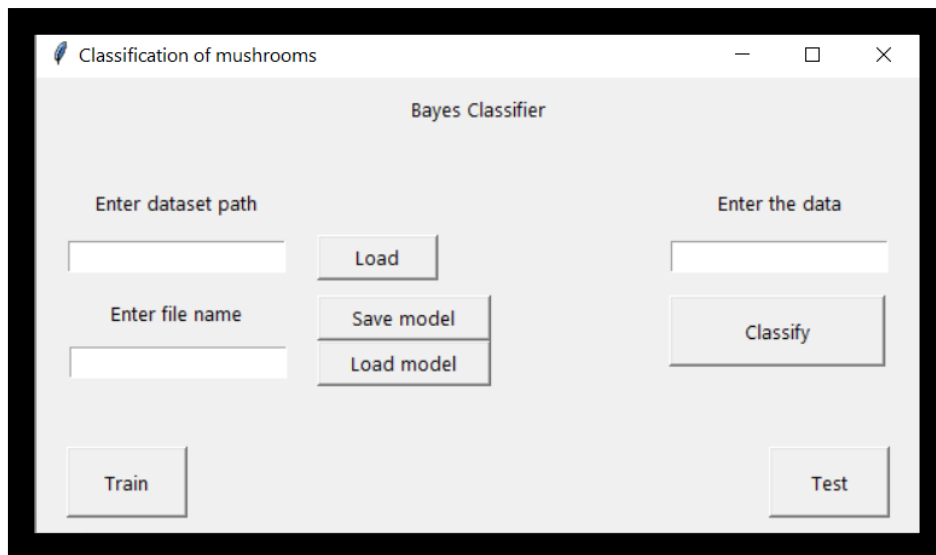 Classification of mushrooms
Bayes Classifier
Enter dataset path
Enter the data
Load
Enter file name
Save model
Classify
Load model
Train
Test